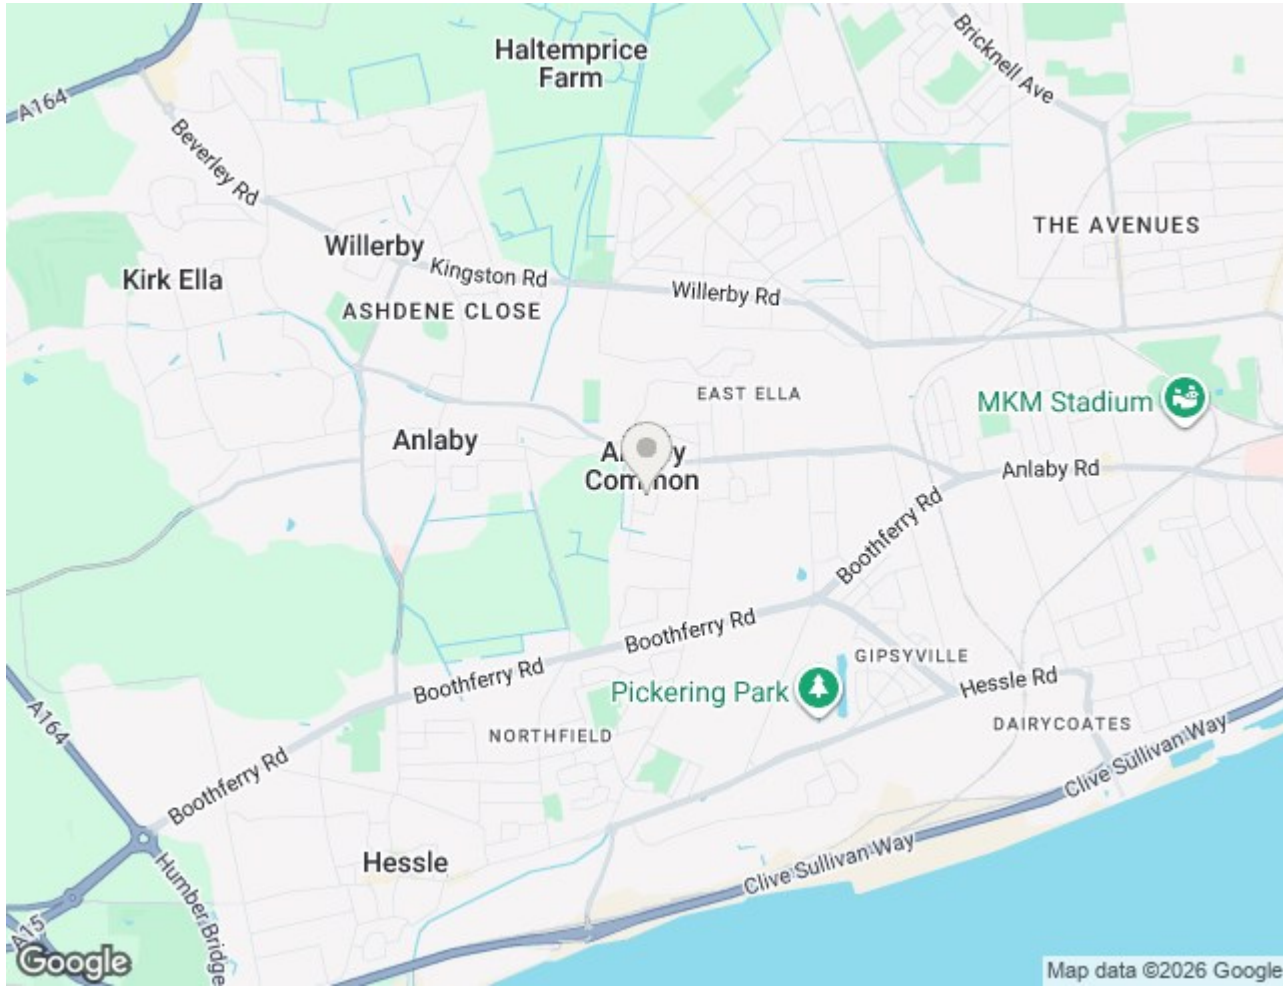 Haltemprice
Farm
Bricknell Ave
A164
Beverley Rd
THE AVENUES
Willerby
Kirk Ella
Kingston Rd
Willerby Rd
ASHDENE CLOSE
EAST ELLA
MKM Stadium
Anlaby
Common
Anlaby Rd
Boothferry Rd
Boothferry Rd
GIPSYVILLE
Boothferry Rd
Pickering Park
Hessle Rd
A164
NORTHFIELD
DAIRYCOATES
Boothferry Rd
Clive Sullivan Way
Hessle
Clive Sullivan Way
Humber Bridge
A15
Google
Map data ©2026 Google